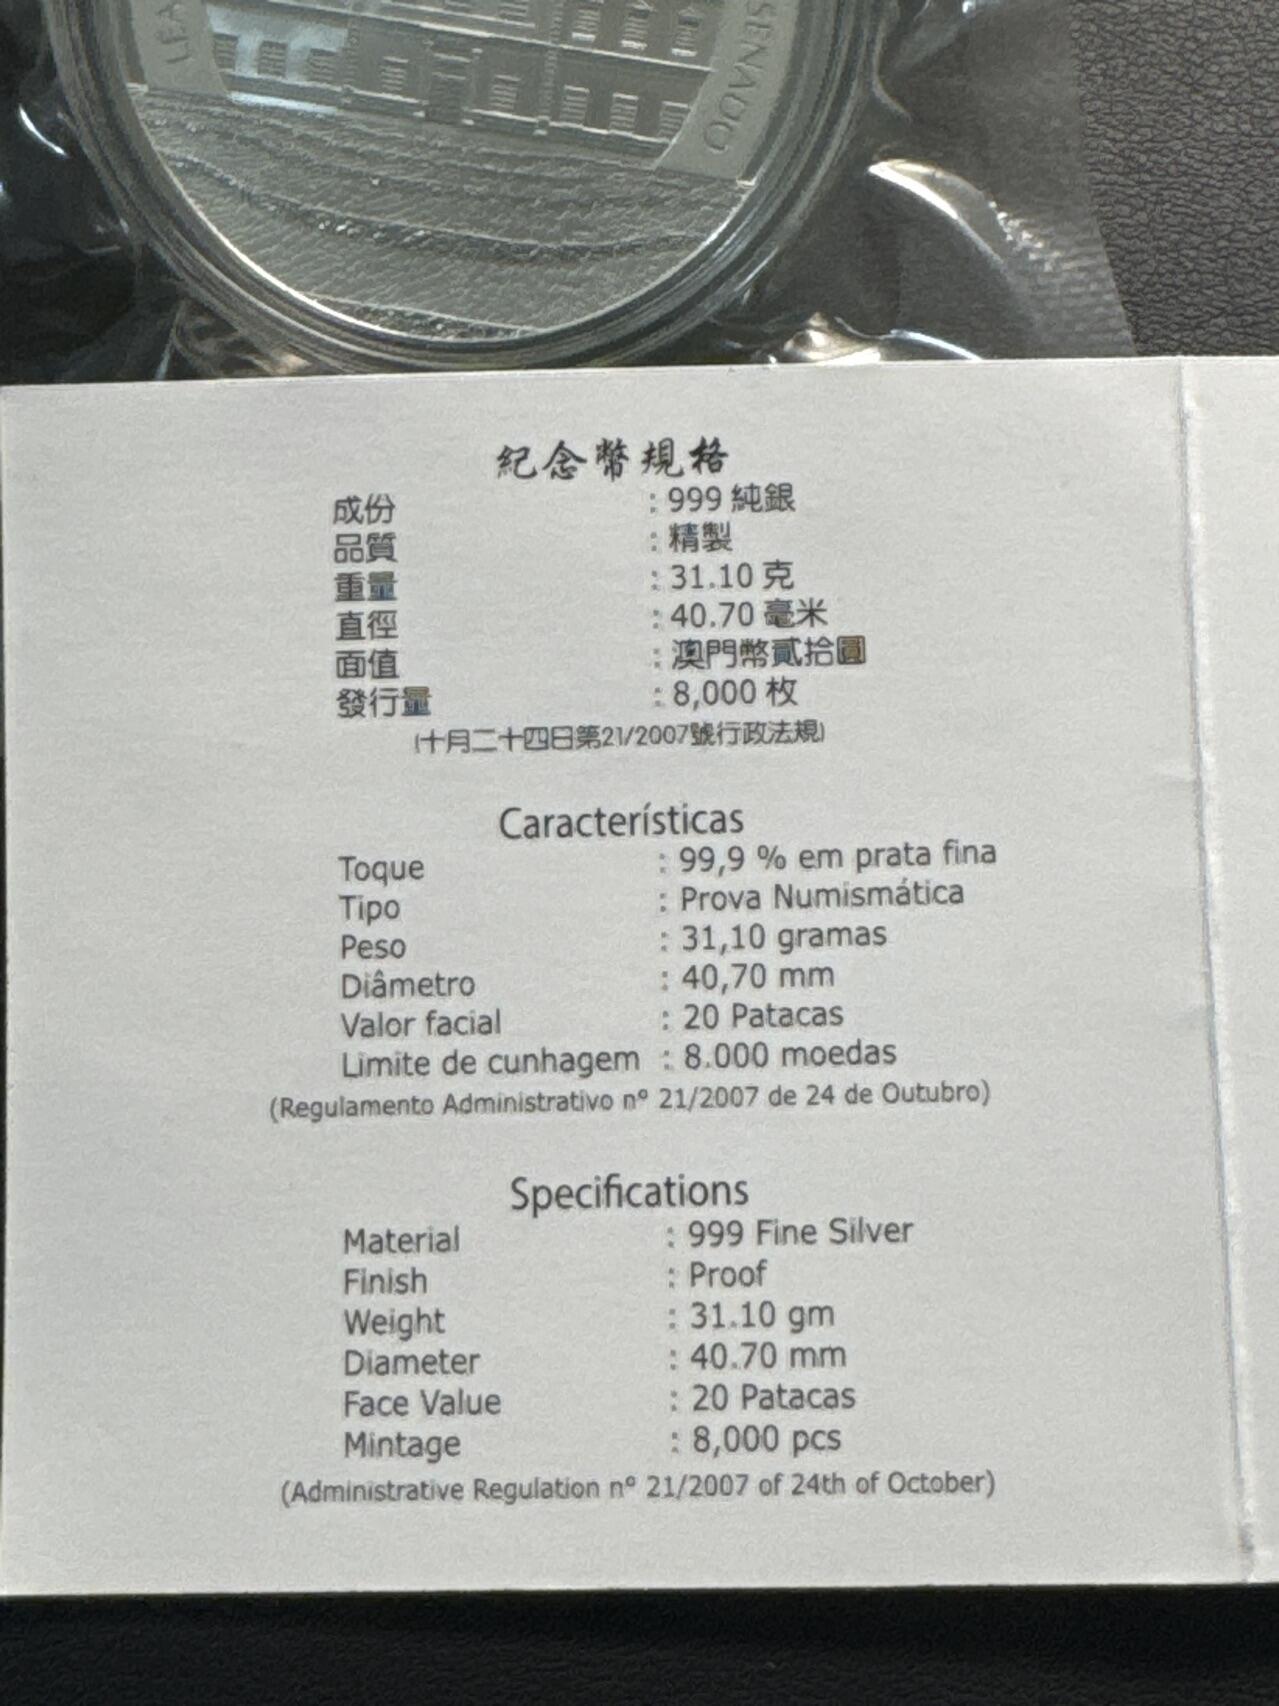 LEA
SENADO
紀念幣規格
成份 : 999 純銀
品質 : 精製
重量 : 31.10 克
直徑 : 40.70 毫米
面值 : 澳門幣貳拾圓
發行量 : 8,000 枚
(十月二十四日第21/2007號行政法規)
Características
Toque : 99,9 % em prata fina
Tipo : Prova Numismática
Peso : 31,10 gramas
Diâmetro : 40,70 mm
Valor facial : 20 Patacas
Limite de cunhagem : 8.000 moedas
(Regulamento Administrativo nº 21/2007 de 24 de Outubro)
Specifications
Material : 999 Fine Silver
Finish : Proof
Weight : 31.10 gm
Diameter : 40.70 mm
Face Value : 20 Patacas
Mintage : 8,000 pcs
(Administrative Regulation nº 21/2007 of 24th of October)